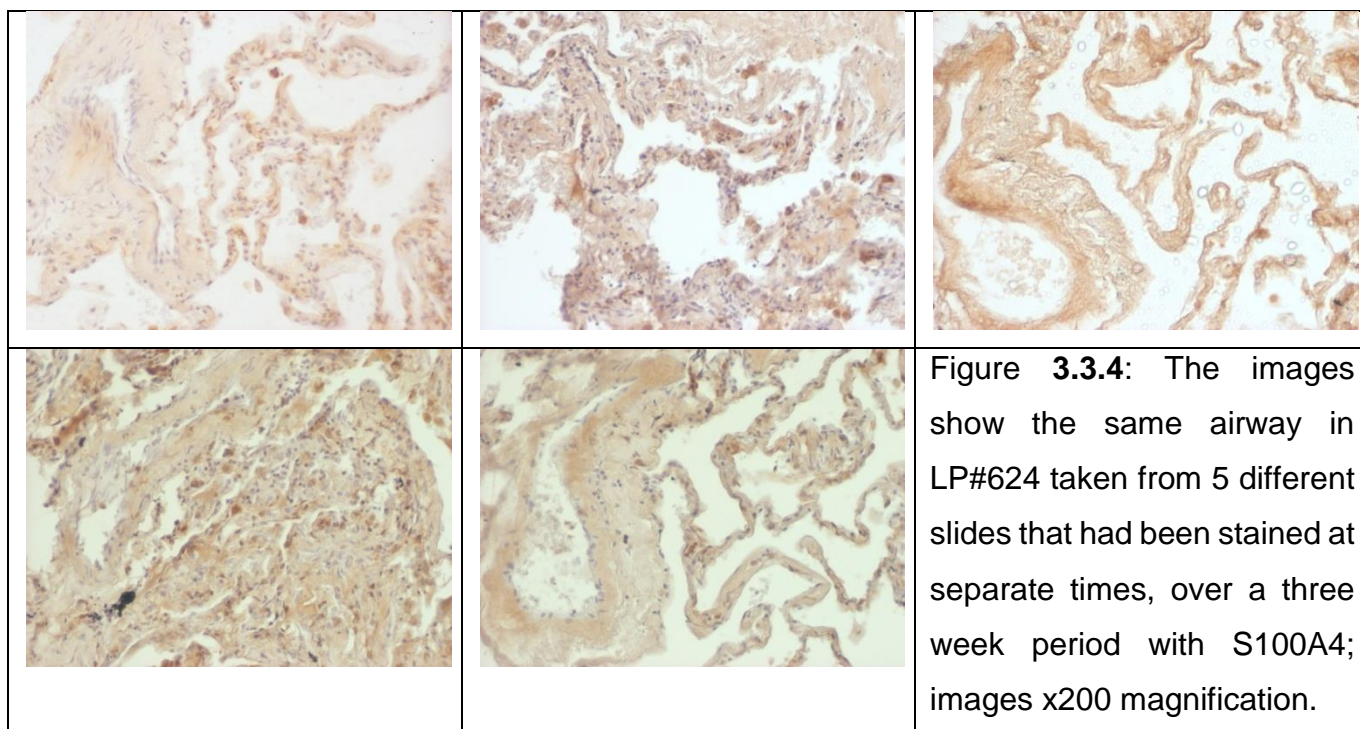 Figure 3.3.4: The images
show the same airway in
LP#624 taken from 5 different
slides that had been stained at
separate times, over a three
week period with S100A4;
images x200 magnification.